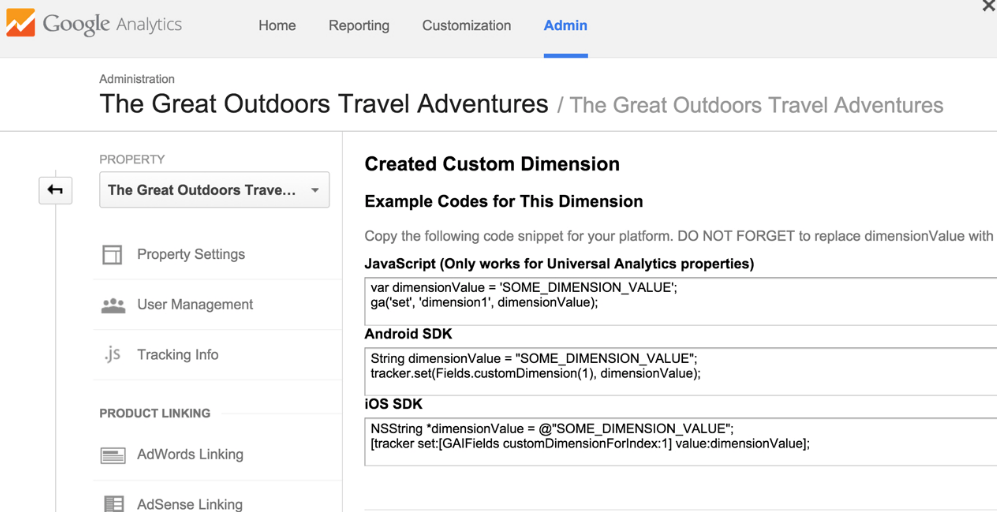 Google Analytics
Home
Reporting
Customization
Admin
Administration
The Great Outdoors Travel Adventures / The Great Outdoors Travel Adventures
PROPERTY
The Great Outdoors Trave...
Property Settings
User Management
.js Tracking Info
PRODUCT LINKING
AdWords Linking
AdSense Linking
Created Custom Dimension
Example Codes for This Dimension
Copy the following code snippet for your platform. DO NOT FORGET to replace dimensionValue with
JavaScript (Only works for Universal Analytics properties)
var dimensionValue = 'SOME_DIMENSION_VALUE';
ga('set', 'dimension1', dimensionValue);
Android SDK
String dimensionValue = "SOME_DIMENSION_VALUE";
tracker.set(Fields.customDimension(1), dimensionValue);
iOS SDK
NSString *dimensionValue = @"SOME_DIMENSION_VALUE";
[tracker set:[GAIFields customDimensionForIndex:1] value:dimensionValue];